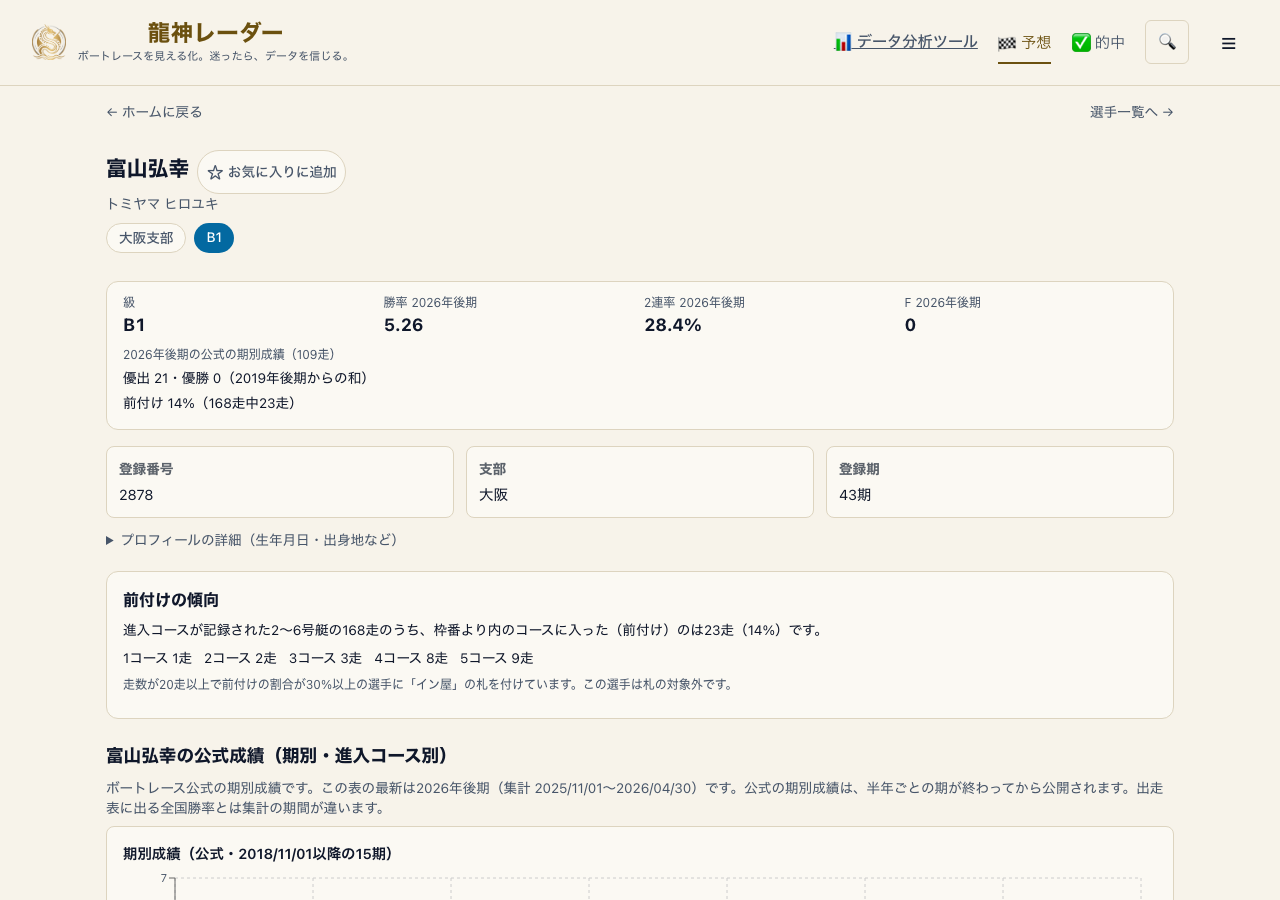 龍神レーダー
ボートレースを見える化。迷ったら、データを信じる。
データ分析ツール
予想
的中
← ホームに戻る
選手一覧へ →
富山弘幸
お気に入りに追加
トミヤマ ヒロユキ
大阪支部
B1
級
勝率 2026年後期
2連率 2026年後期
F 2026年後期
B1
5.26
28.4%
0
2026年後期の公式の期別成績（109走）
優出 21・優勝 0（2019年後期からの和）
前付け 14%（168走中23走）
登録番号
2878
支部
大阪
登録期
43期
▶ プロフィールの詳細（生年月日・出身地など）
前付けの傾向
進入コースが記録された2〜6号艇の168走のうち、枠番より内のコースに入った（前付け）のは23走（14%）です。
1コース 1走 2コース 2走 3コース 3走 4コース 8走 5コース 9走
走数が20走以上で前付けの割合が30%以上の選手に「イン屋」の札を付けています。この選手は札の対象外です。
富山弘幸の公式成績（期別・進入コース別）
ボートレース公式の期別成績です。この表の最新は2026年後期（集計 2025/11/01〜2026/04/30）です。公式の期別成績は、半年ごとの期が終わってから公開されます。出走
表に出る全国勝率とは集計の期間が違います。
期別成績（公式・2018/11/01以降の15期）
7